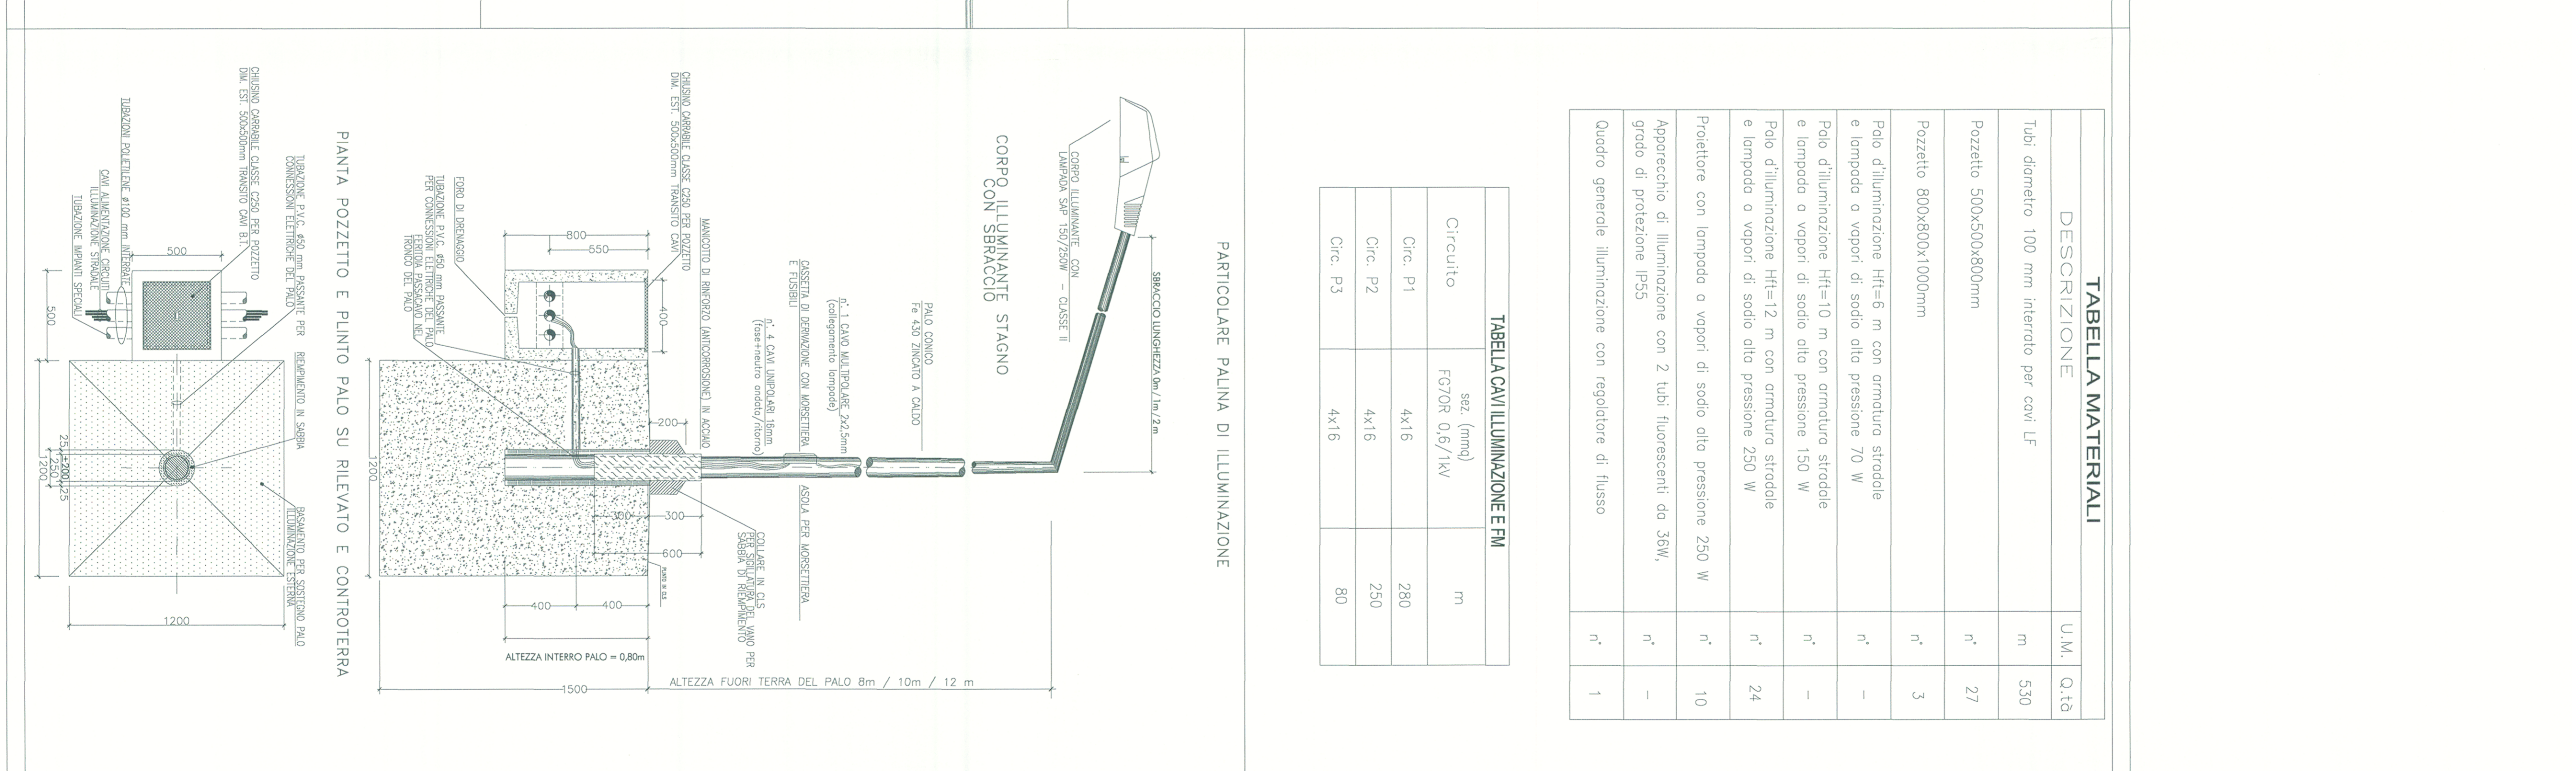 TABELLA MATERIALI
DESCRIZIONE U.M. Q.tà
Tubi diametro 100 mm interrato per cavi LF m 530
Pozzetto 500x500x800mm n° 27
Pozzetto 800x800x1000mm n° 3
Palo d'illuminazione Hft=6 m con armatura stradale
e lampada a vapori di sodio alta pressione 70 W n° –
Palo d'illuminazione Hft=10 m con armatura stradale
e lampada a vapori di sodio alta pressione 150 W n° –
Palo d'illuminazione Hft=12 m con armatura stradale
e lampada a vapori di sodio alta pressione 250 W n° 24
Proiettore con lampada a vapori di sodio alta pressione 250 W n° 10
Apparecchio di Illuminazione con 2 tubi fluorescenti da 36W,
grado di protezione IP55 n° –
Quadro generale illuminazione con regolatore di flusso n° 1
TABELLA CAVI ILLUMINAZIONE E FM
Circuito sez. (mmq) m
FG7OR 0,6/1kV
Circ. P1 4x16 280
Circ. P2 4x16 250
Circ. P3 4x16 80
PARTICOLARE PALINA DI ILLUMINAZIONE
SBRACCIO LUNGHEZZA 0m / 1m / 2m
CORPO ILLUMINANTE CON
LAMPADA SAP 150/250W – CLASSE II
CORPO ILLUMINANTE STAGNO
CON SBRACCIO
PALO CONICO
Fe 430 ZINCATO A CALDO
n° 1 CAVO MULTIPOLARE 2x2,5mm
(collegamento lampade)
CASSETTA DI DERIVAZIONE CON MORSETTIERA
E FUSIBILI
ASOLA PER MORSETTIERA
n° 4 CAVI UNIPOLARI 16mm
(fase+neutro andata/ritorno)
COLLARE IN CLS
PER SIGILLATURA DEL VANO PER
SABBIA DI RIEMPIMENTO
MANICOTTO DI RINFORZO (ANTICORROSIONE) IN ACCIAIO
CHIUSINO CARRABILE CLASSE C250 PER POZZETTO
DIM. EST. 500x500mm TRANSITO CAVI
PLINTO IN CLS
800
550
400
200
300
300
600
400
400
ALTEZZA INTERRO PALO = 0,80m
1500
ALTEZZA FUORI TERRA DEL PALO 8m / 10m / 12 m
FORO DI DRENAGGIO
TUBAZIONE P.V.C. ø50 mm PASSANTE
PER CONNESSIONI ELETTRICHE DEL PALO
FERITOIA PASSACAVO NEL
TRONCO DEL PALO
1200
PIANTA POZZETTO E PLINTO PALO SU RILEVATO E CONTROTERRA
TUBAZIONE P.V.C. ø50 mm PASSANTE PER
CONNESSIONI ELETTRICHE DEL PALO
RIEMPIMENTO IN SABBIA
BASAMENTO PER SOSTEGNO PALO
ILLUMINAZIONE ESTERNA
CHIUSINO CARRABILE CLASSE C250 PER POZZETTO
DIM. EST. 500x500mm TRANSITO CAVI B.T.
TUBAZIONI POLIETILENE ø100 mm INTERRATE
CAVI ALIMENTAZIONE CIRCUITI
ILLUMINAZIONE STRADALE
TUBAZIONE IMPIANTI SPECIALI
500
500
25 200 25
250
1200
1200